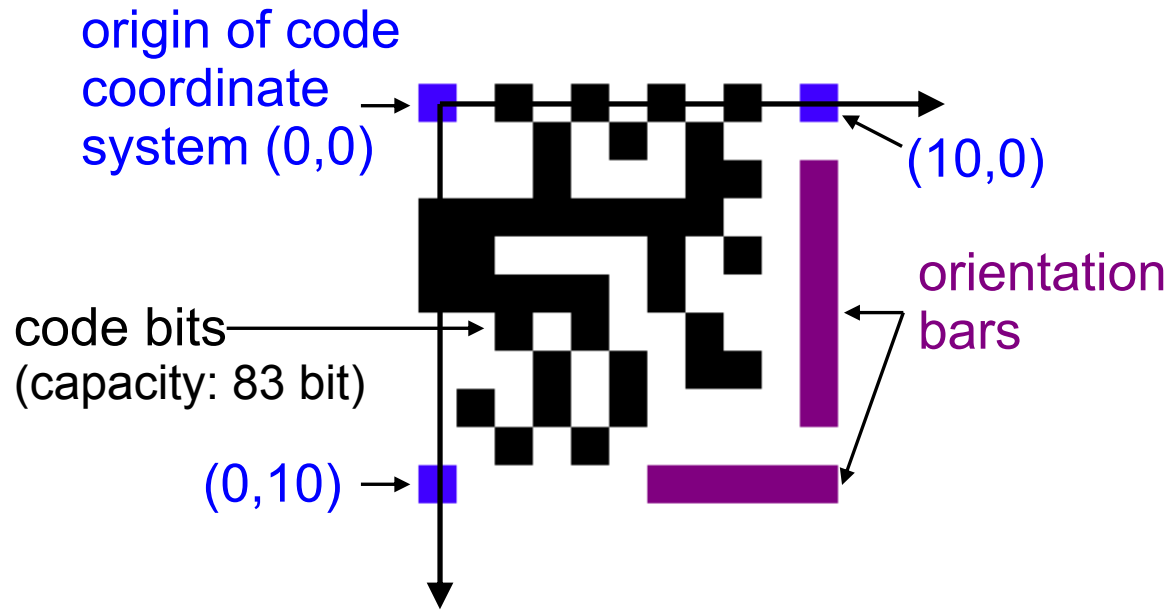 origin of code
coordinate
system (0,0)
(10,0)
orientation
bars
code bits
(capacity: 83 bit)
(0,10)